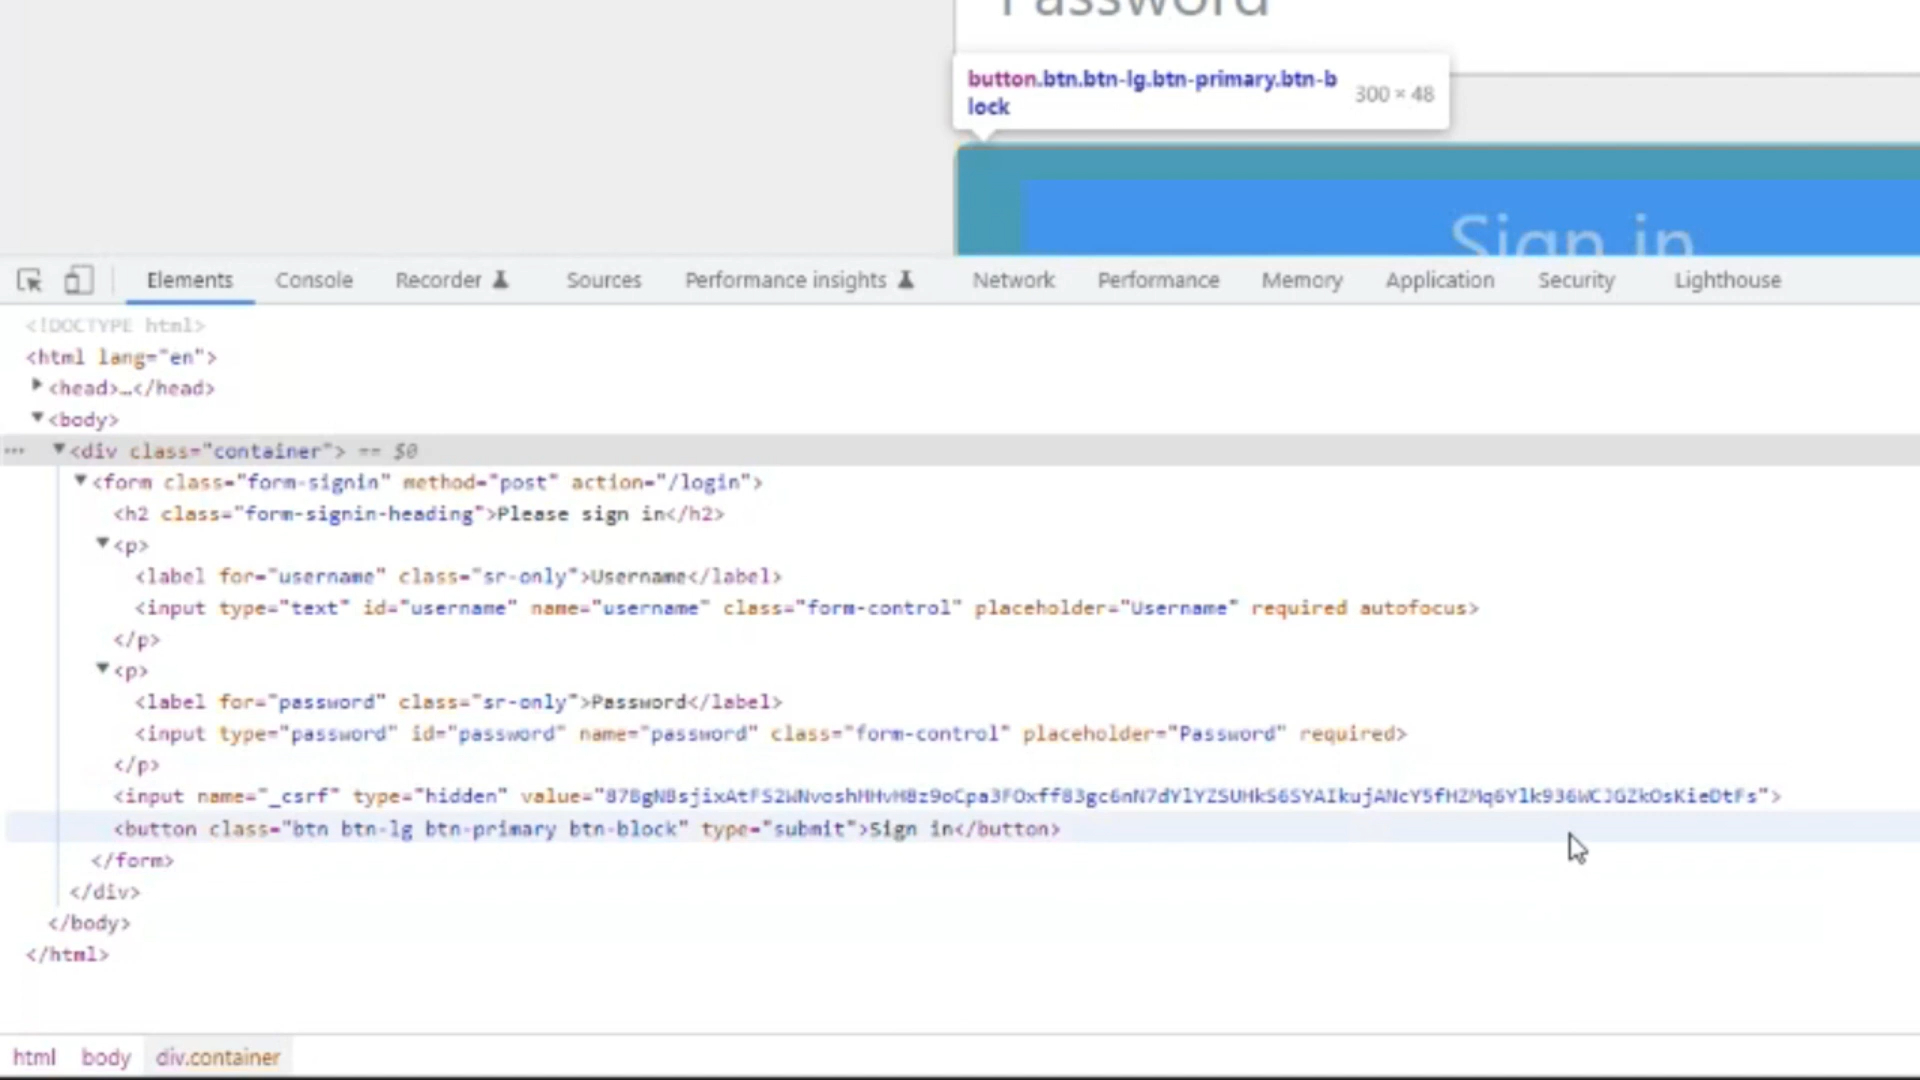 Password
button.btn.btn-lg.btn-primary.btn-b
lock
300 × 48
Sign in
Elements Console Recorder Sources Performance insights Network Performance Memory Application Security Lighthouse
<!DOCTYPE html>
<html lang="en">
<head>…</head>
<body>
… <div class="container"> == $0
<form class="form-signin" method="post" action="/login">
<h2 class="form-signin-heading">Please sign in</h2>
<p>
<label for="username" class="sr-only">Username</label>
<input type="text" id="username" name="username" class="form-control" placeholder="Username" required autofocus>
</p>
<p>
<label for="password" class="sr-only">Password</label>
<input type="password" id="password" name="password" class="form-control" placeholder="Password" required>
</p>
<input name="_csrf" type="hidden" value=
<button class="btn btn-lg btn-primary btn-block" type="submit">Sign in</button>
</form>
</div>
</body>
</html>
html body div.container